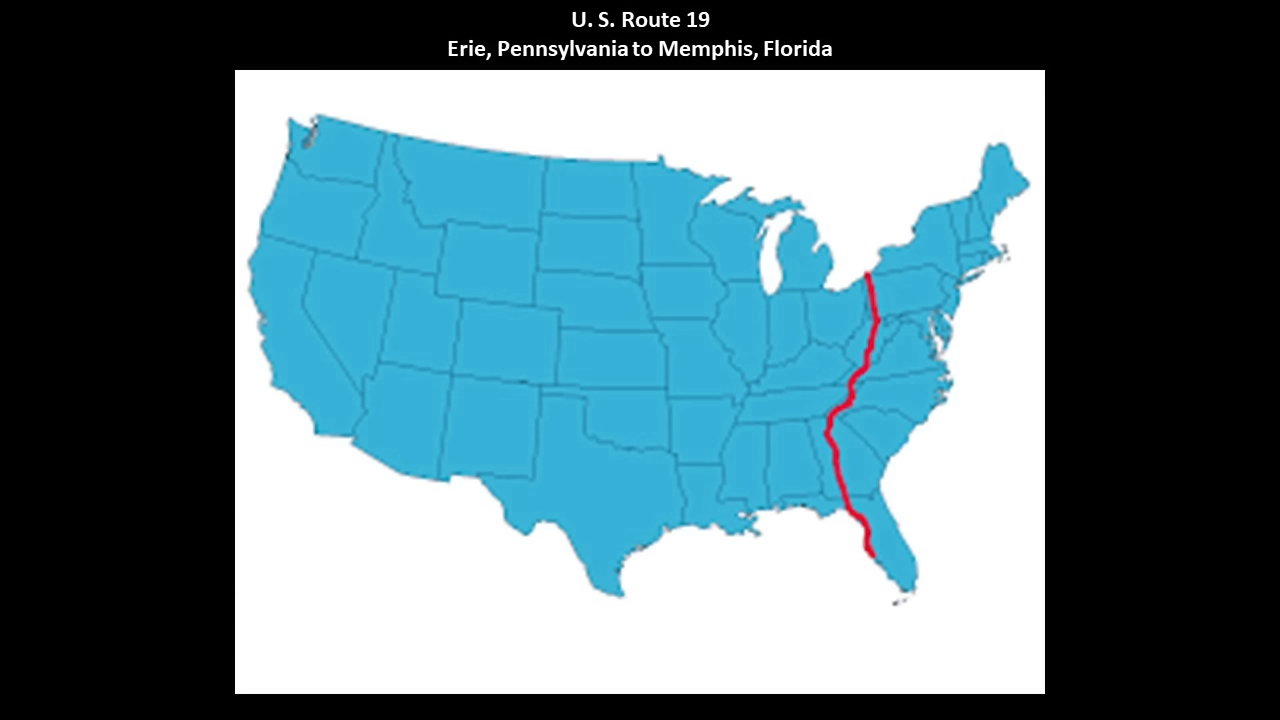 U. S. Route 19
Erie, Pennsylvania to Memphis, Florida